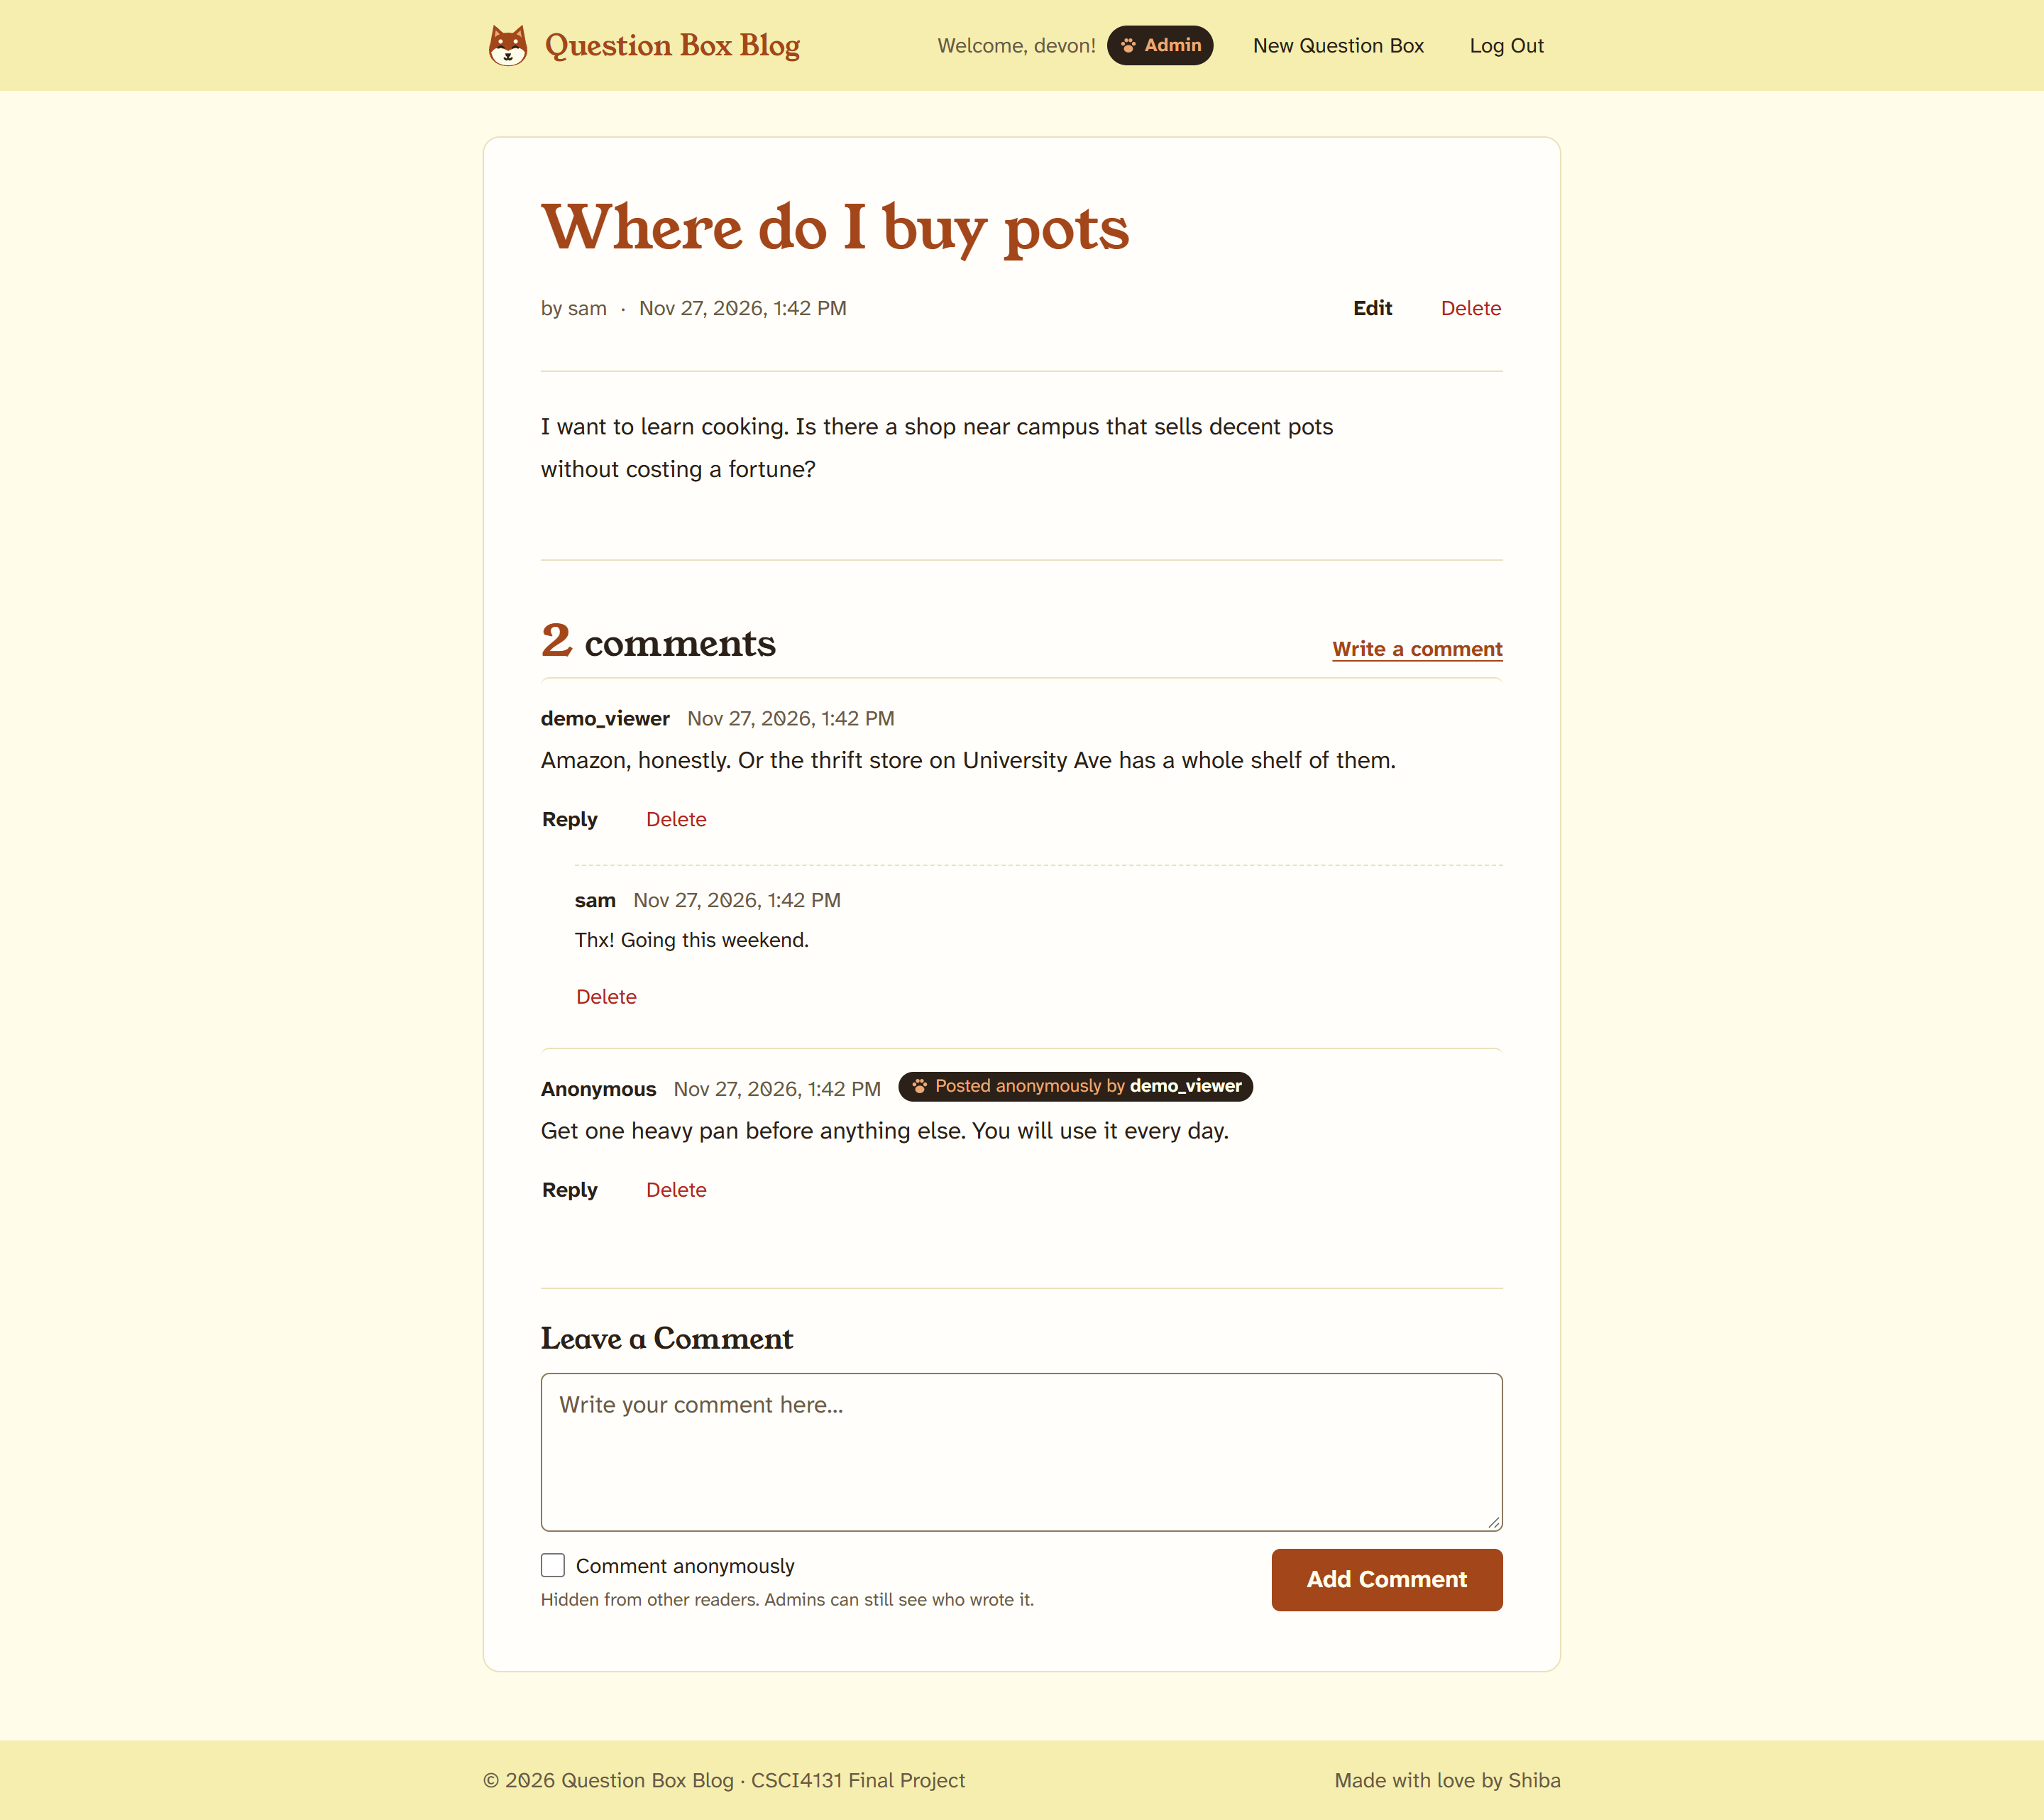 Question Box Blog
Welcome, devon! Admin New Question Box Log Out
Where do I buy pots
by sam · Nov 27, 2026, 1:42 PM Edit Delete
I want to learn cooking. Is there a shop near campus that sells decent pots
without costing a fortune?
2 comments Write a comment
demo_viewer Nov 27, 2026, 1:42 PM
Amazon, honestly. Or the thrift store on University Ave has a whole shelf of them.
Reply Delete
sam Nov 27, 2026, 1:42 PM
Thx! Going this weekend.
Delete
Anonymous Nov 27, 2026, 1:42 PM Posted anonymously by demo_viewer
Get one heavy pan before anything else. You will use it every day.
Reply Delete
Leave a Comment
Write your comment here...
Comment anonymously
Hidden from other readers. Admins can still see who wrote it.
Add Comment
© 2026 Question Box Blog · CSCI4131 Final Project Made with love by Shiba